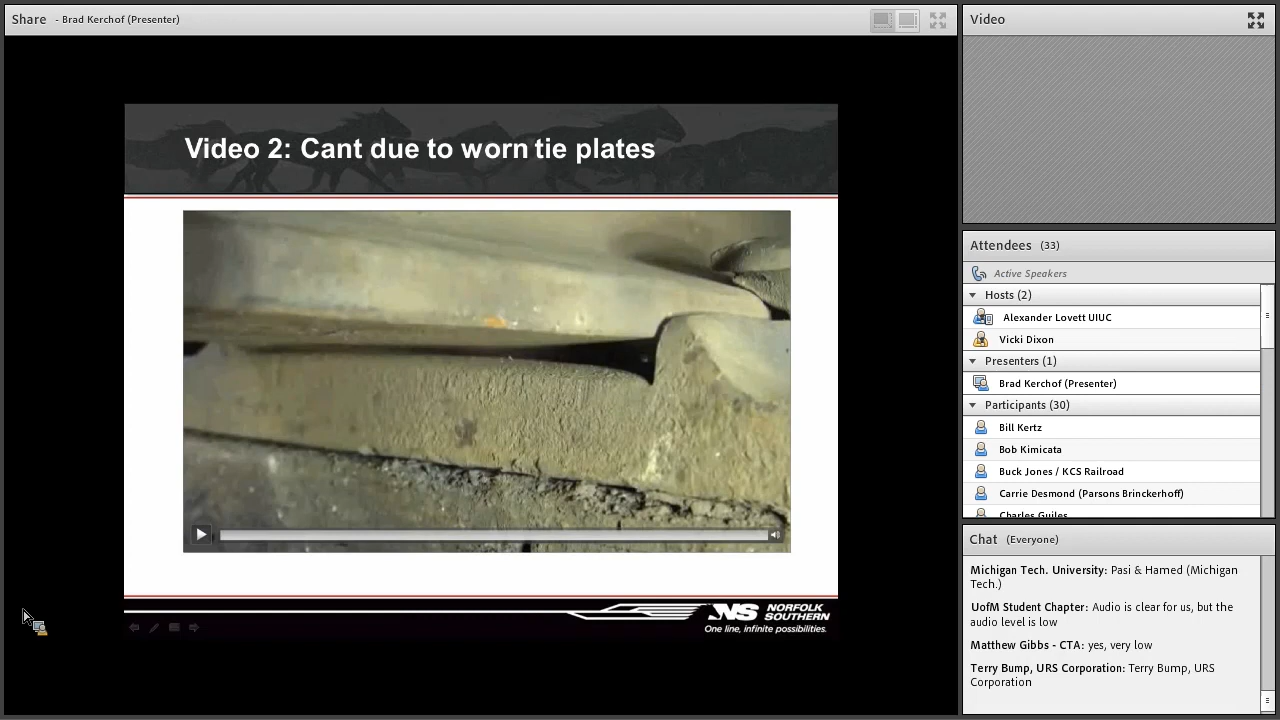 Share - Brad Kerchof (Presenter)
Video 2: Cant due to worn tie plates
NS NORFOLK
SOUTHERN
One line, infinite possibilities.
Video
Attendees (33)
Active Speakers
Hosts (2)
Alexander Lovett UIUC
Vicki Dixon
Presenters (1)
Brad Kerchof (Presenter)
Participants (30)
Bill Kertz
Bob Kimicata
Buck Jones / KCS Railroad
Carrie Desmond (Parsons Brinckerhoff)
Charles Guiles
Chat (Everyone)
Michigan Tech. University: Pasi & Hamed (Michigan
Tech.)
UofM Student Chapter: Audio is clear for us, but the
audio level is low
Matthew Gibbs - CTA: yes, very low
Terry Bump, URS Corporation: Terry Bump, URS
Corporation